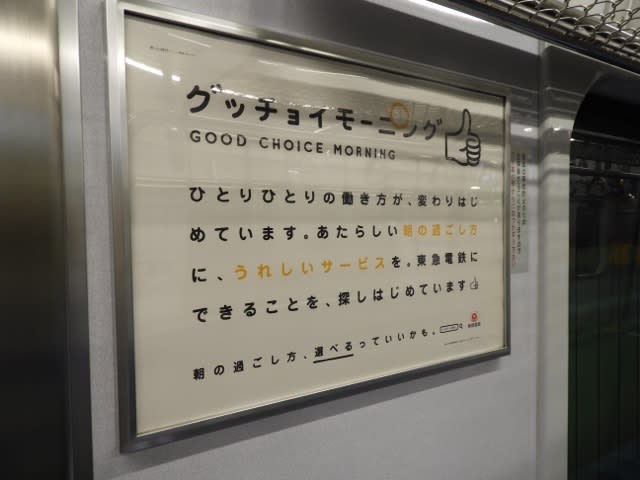 グッチョイモーニング
GOOD CHOICE MORNING
ひとりひとりの働き方が、変わりはじ
めています。あたらしい朝の過ごし方
に、うれしいサービスを。東急電鉄に
できることを、探しはじめています
朝の過ごし方、選べるっていいかも。